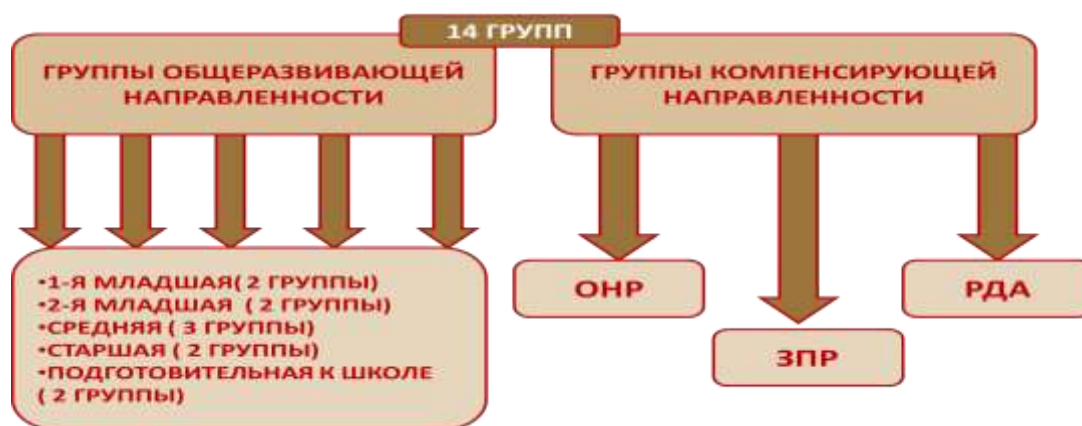 14 ГРУПП
ГРУППЫ ОБЩЕРАЗВИВАЮЩЕЙ
НАПРАВЛЕННОСТИ
ГРУППЫ КОМПЕНСИРУЮЩЕЙ
НАПРАВЛЕННОСТИ
•1-Я МЛАДШАЯ( 2 ГРУППЫ)
•2-Я МЛАДШАЯ ( 2 ГРУППЫ)
•СРЕДНЯЯ ( 3 ГРУППЫ)
•СТАРШАЯ ( 2 ГРУППЫ)
•ПОДГОТОВИТЕЛЬНАЯ К ШКОЛЕ
( 2 ГРУППЫ)
ОНР
ЗПР
РДА